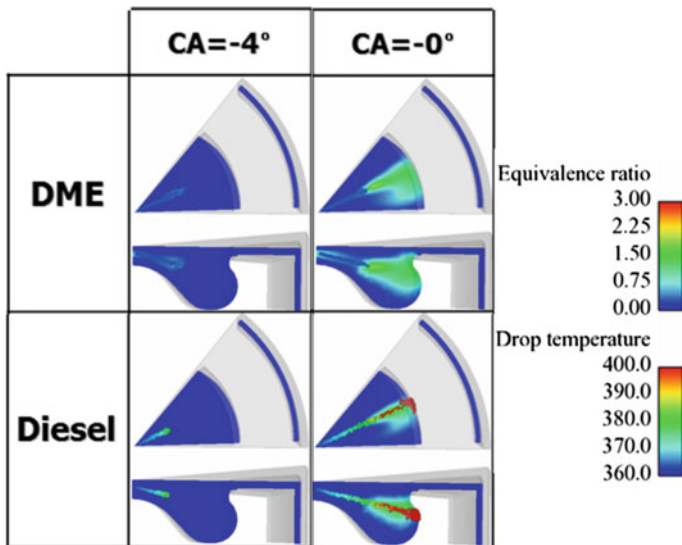 CA=-4° CA=-0°
DME
Diesel
Equivalence ratio
3.00
2.25
1.50
0.75
0.00
Drop temperature
400.0
390.0
380.0
370.0
360.0